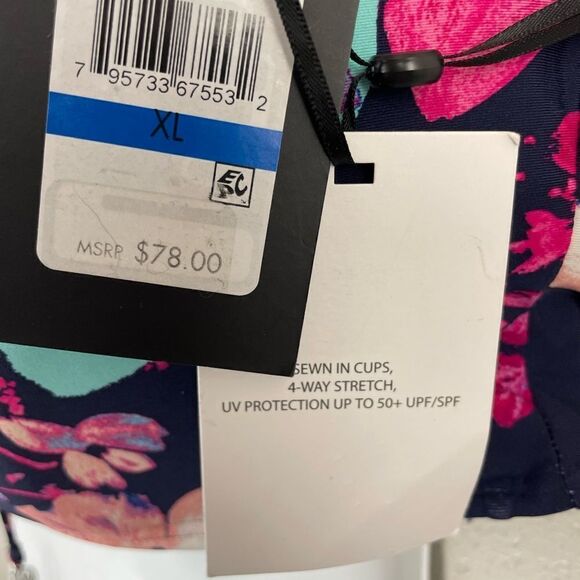 7 95733 67553 2
XL
EC
MSRP $78.00
SEWN IN CUPS,
4-WAY STRETCH,
UV PROTECTION UP TO 50+ UPF/SPF